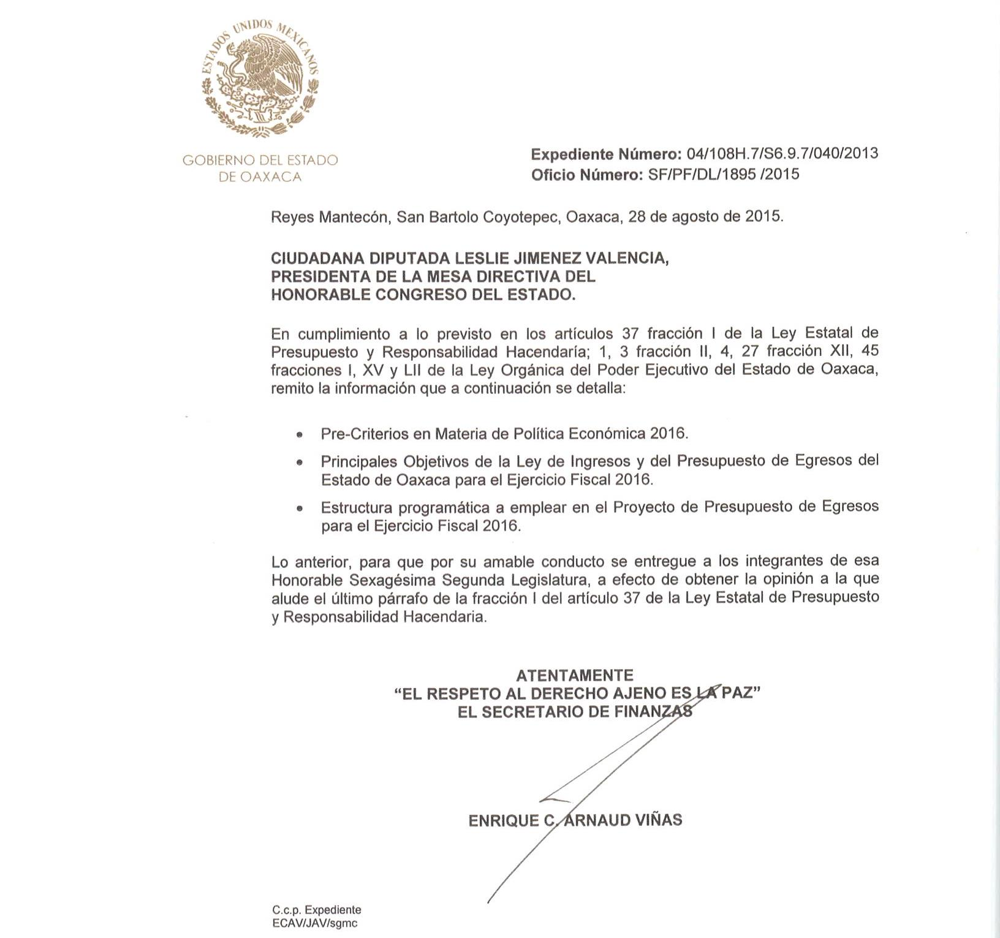 ESTADOS UNIDOS MEXICANOS
GOBIERNO DEL ESTADO
DE OAXACA
Expediente Número: 04/108H.7/S6.9.7/040/2013
Oficio Número: SF/PF/DL/1895 /2015
Reyes Mantecón, San Bartolo Coyotepec, Oaxaca, 28 de agosto de 2015.
CIUDADANA DIPUTADA LESLIE JIMENEZ VALENCIA,
PRESIDENTA DE LA MESA DIRECTIVA DEL
HONORABLE CONGRESO DEL ESTADO.
En cumplimiento a lo previsto en los artículos 37 fracción I de la Ley Estatal de
Presupuesto y Responsabilidad Hacendaría; 1, 3 fracción II, 4, 27 fracción XII, 45
fracciones I, XV y LII de la Ley Orgánica del Poder Ejecutivo del Estado de Oaxaca,
remito la información que a continuación se detalla:
• Pre-Criterios en Materia de Política Económica 2016.
• Principales Objetivos de la Ley de Ingresos y del Presupuesto de Egresos del
Estado de Oaxaca para el Ejercicio Fiscal 2016.
• Estructura programática a emplear en el Proyecto de Presupuesto de Egresos
para el Ejercicio Fiscal 2016.
Lo anterior, para que por su amable conducto se entregue a los integrantes de esa
Honorable Sexagésima Segunda Legislatura, a efecto de obtener la opinión a la que
alude el último párrafo de la fracción I del artículo 37 de la Ley Estatal de Presupuesto
y Responsabilidad Hacendaria.
ATENTAMENTE
“EL RESPETO AL DERECHO AJENO ES LA PAZ”
EL SECRETARIO DE FINANZAS
ENRIQUE C. ARNAUD VIÑAS
C.c.p. Expediente
ECAV/JAV/sgmc